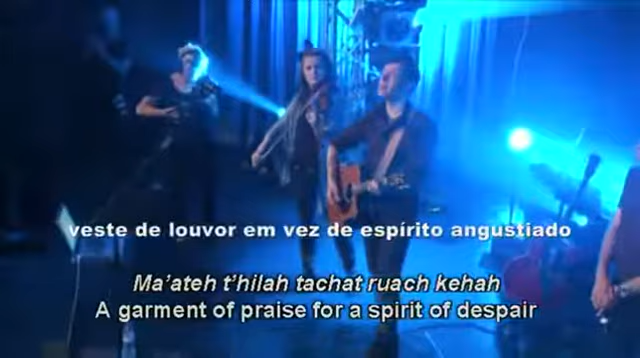 veste de louvor em vez de espírito angustiado
Ma'ateh t'hilah tachat ruach kehah
A garment of praise for a spirit of despair